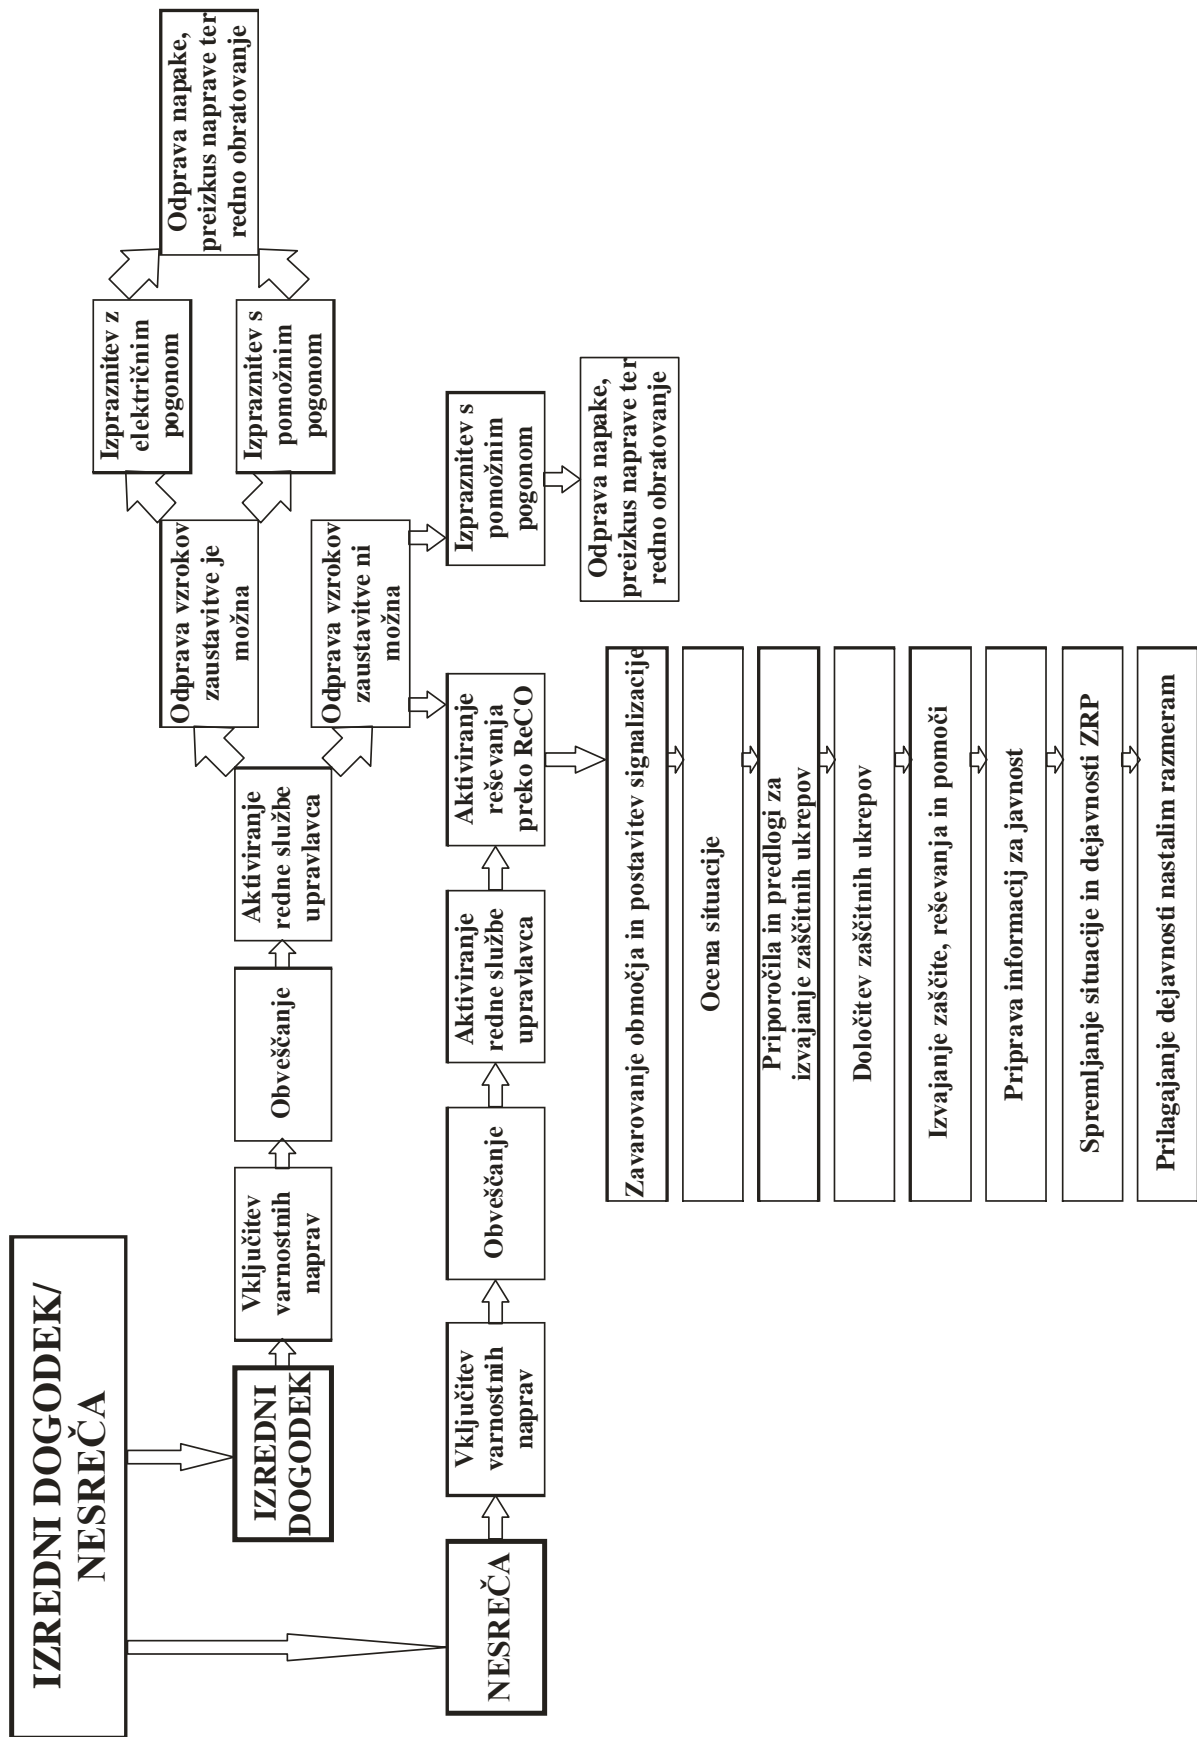 IZREDNI DOGODEK/
NESREČA
IZREDNI
DOGODEK
Vključitev
varnostnih
naprav
Obveščanje
Aktiviranje
redne službe
upravlavca
Odprava vzrokov
zaustavitve je
možna
Izpraznitev z
električnim
pogonom
Izpraznitev s
pomožnim
pogonom
Odprava napake,
preizkus naprave ter
redno obratovanje
Odprava vzrokov
zaustavitve ni
možna
NESREČA
Vključitev
varnostnih
naprav
Obveščanje
Aktiviranje
redne službe
upravlavca
Aktiviranje
reševanja
preko ReCO
Izpraznitev s
pomožnim
pogonom
Odprava napake,
preizkus naprave ter
redno obratovanje
Zavarovanje območja in postavitev signalizacije
Ocena situacije
Priporočila in predlogi za
izvajanje zaščitnih ukrepov
Določitev zaščitnih ukrepov
Izvajanje zaščite, reševanja in pomoči
Priprava informacij za javnost
Spremljanje situacije in dejavnosti ZRP
Prilagajanje dejavnosti nastalim razmeram